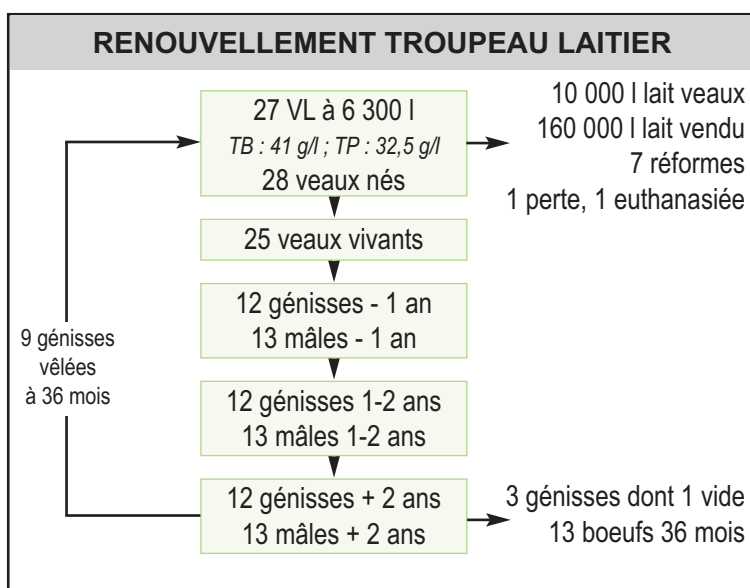 RENOUVELLEMENT TROUPEAU LAITIER
27 VL à 6 300 l
TB : 41 g/l ; TP : 32,5 g/l
28 veaux nés
10 000 l lait veaux
160 000 l lait vendu
7 réformes
1 perte, 1 euthanasiée
25 veaux vivants
12 génisses - 1 an
13 mâles - 1 an
9 génisses
vêlées
à 36 mois
12 génisses 1-2 ans
13 mâles 1-2 ans
12 génisses + 2 ans
13 mâles + 2 ans
3 génisses dont 1 vide
13 boeufs 36 mois